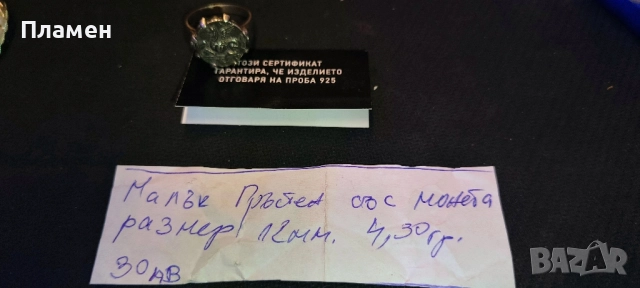 Пламен
ТОЗИ СЕРТИФИКАТ
ГАРАНТИРА, ЧЕ ИЗДЕЛИЕТО
ОТГОВАРЯ НА ПРОБА 925
Малък Пръстен със монета
размер 12мм. 4,30гр.
30лв
BAZAR